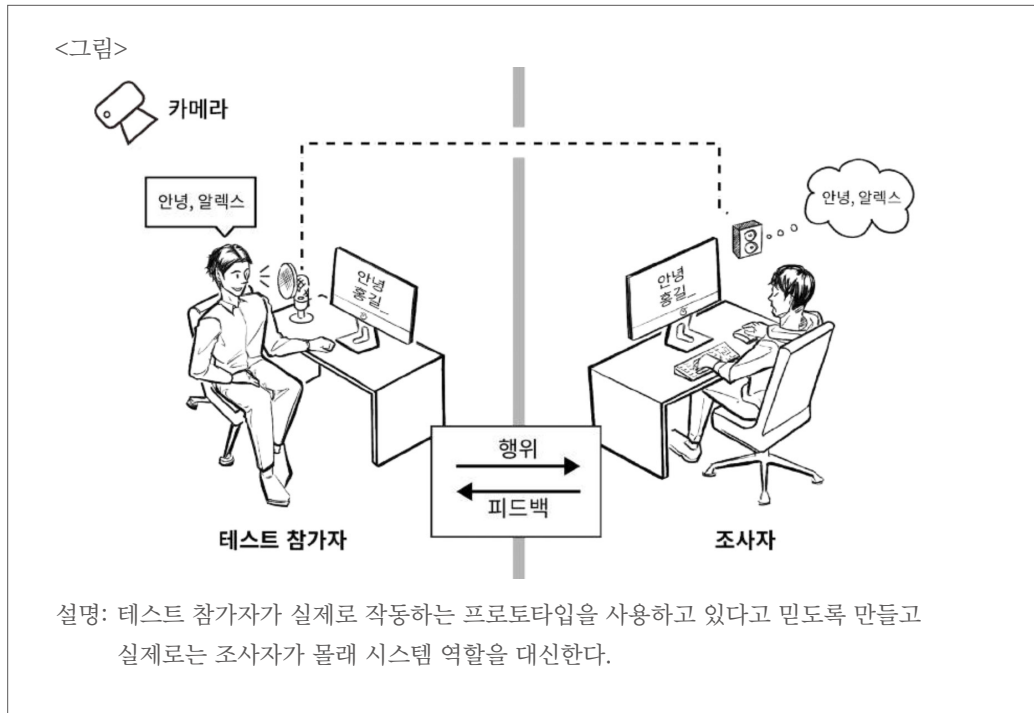 <그림>
카메라
안녕, 알렉스
안녕, 알렉스
안녕
홍길_
안녕
홍길_
행위
피드백
테스트 참가자
조사자
설명: 테스트 참가자가 실제로 작동하는 프로토타입을 사용하고 있다고 믿도록 만들고
실제로는 조사자가 몰래 시스템 역할을 대신한다.